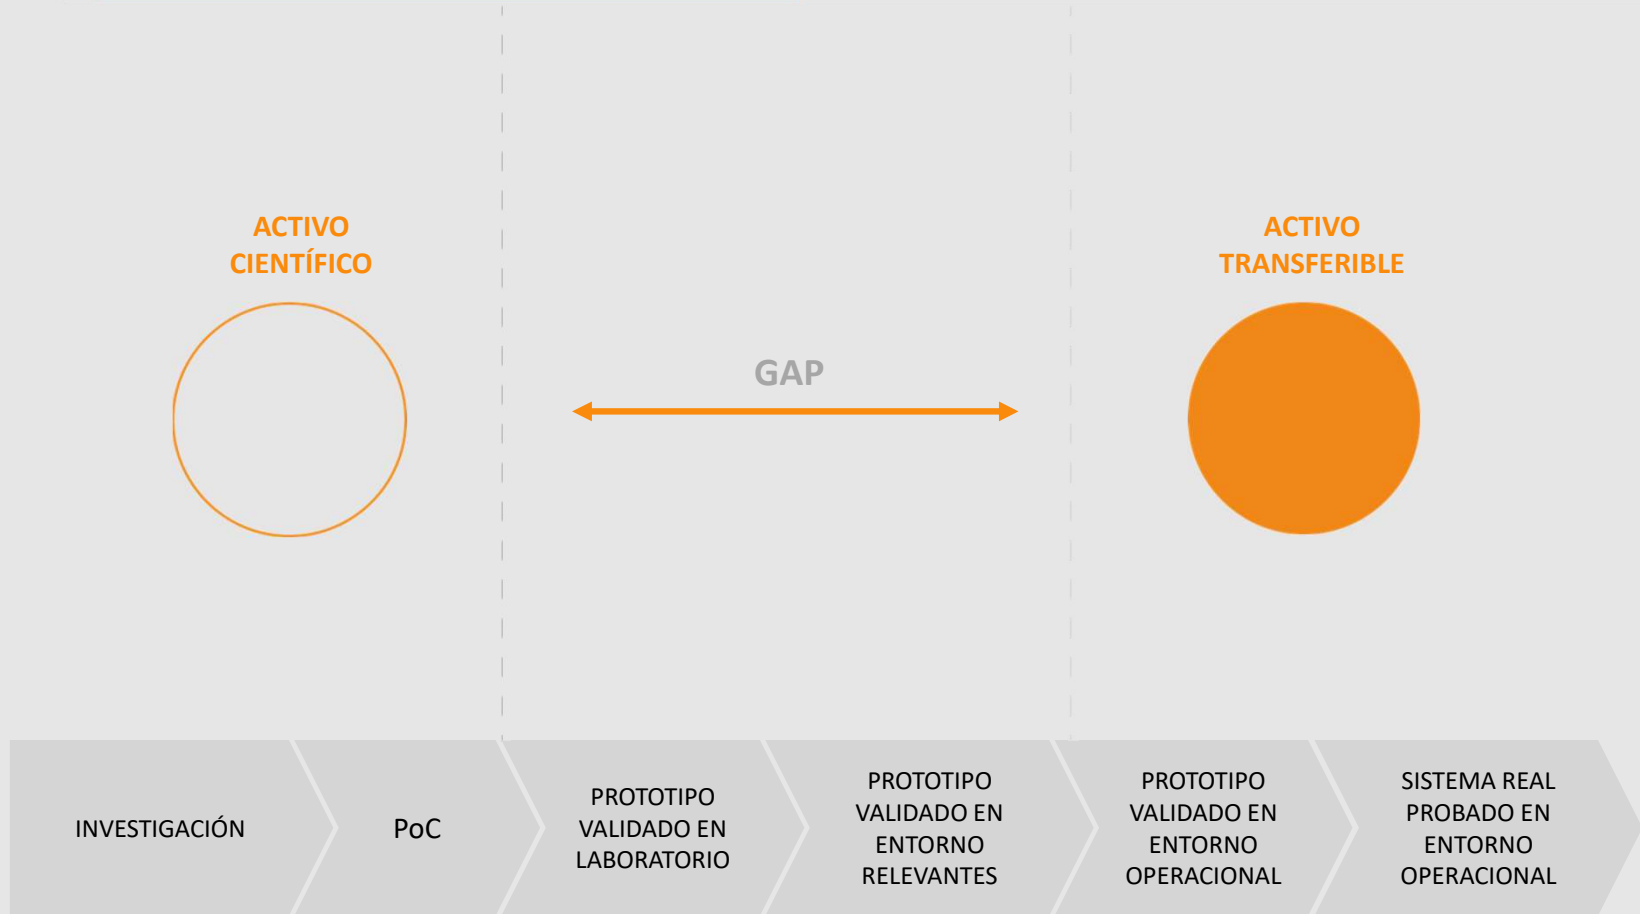 ACTIVO
CIENTÍFICO
GAP
ACTIVO
TRANSFERIBLE
INVESTIGACIÓN
PoC
PROTOTIPO
VALIDADO EN
LABORATORIO
PROTOTIPO
VALIDADO EN
ENTORNO
RELEVANTES
PROTOTIPO
VALIDADO EN
ENTORNO
OPERACIONAL
SISTEMA REAL
PROBADO EN
ENTORNO
OPERACIONAL